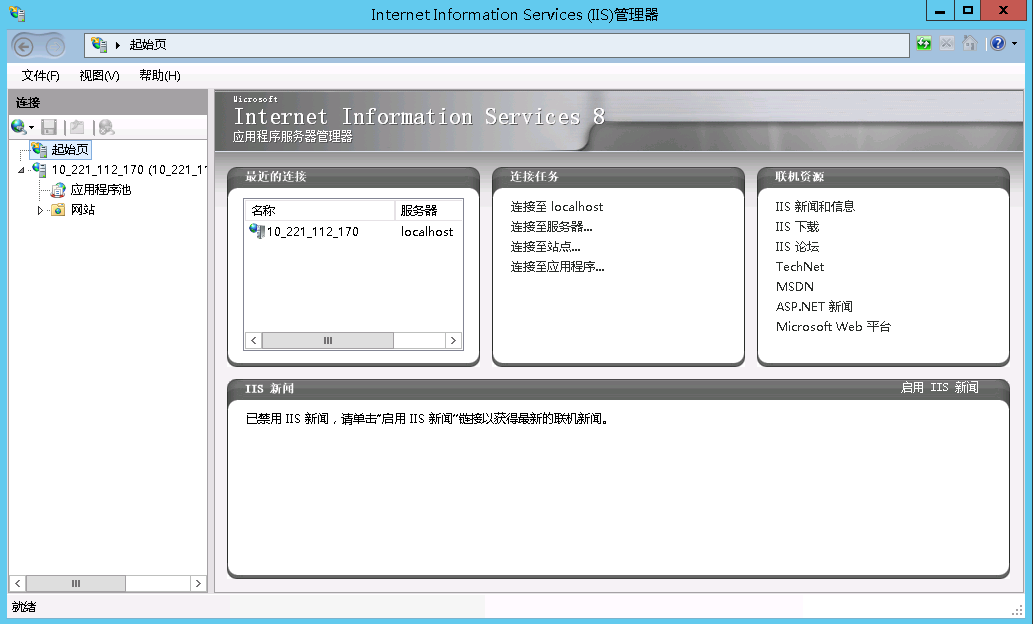 Internet Information Services (IIS)管理器
起始页
文件(F) 视图(V) 帮助(H)
连接
起始页
10_221_112_170 (10_221_1
应用程序池
网站
Microsoft
Internet Information Services 8
应用程序服务器管理器
最近的连接
名称 服务器
10_221_112_170 localhost
连接任务
连接至 localhost
连接至服务器...
连接至站点...
连接至应用程序...
联机资源
IIS 新闻和信息
IIS 下载
IIS 论坛
TechNet
MSDN
ASP.NET 新闻
Microsoft Web 平台
IIS 新闻 启用 IIS 新闻
已禁用 IIS 新闻，请单击“启用 IIS 新闻”链接以获得最新的联机新闻。
就绪